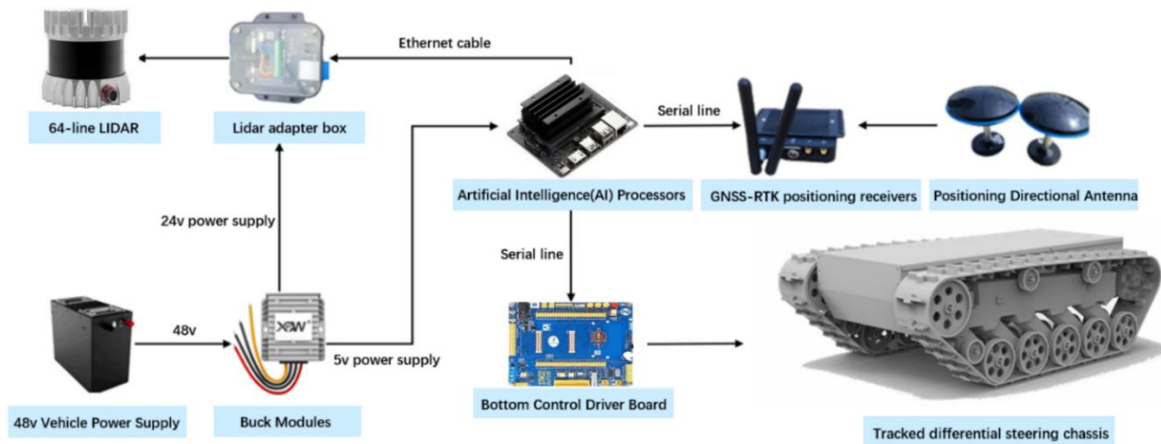 Ethernet cable
64-line LIDAR
Lidar adapter box
Serial line
Artificial Intelligence(AI) Processors
GNSS-RTK positioning receivers
Positioning Directional Antenna
24v power supply
Serial line
48v
XPW
5v power supply
48v Vehicle Power Supply
Buck Modules
Bottom Control Driver Board
Tracked differential steering chassis